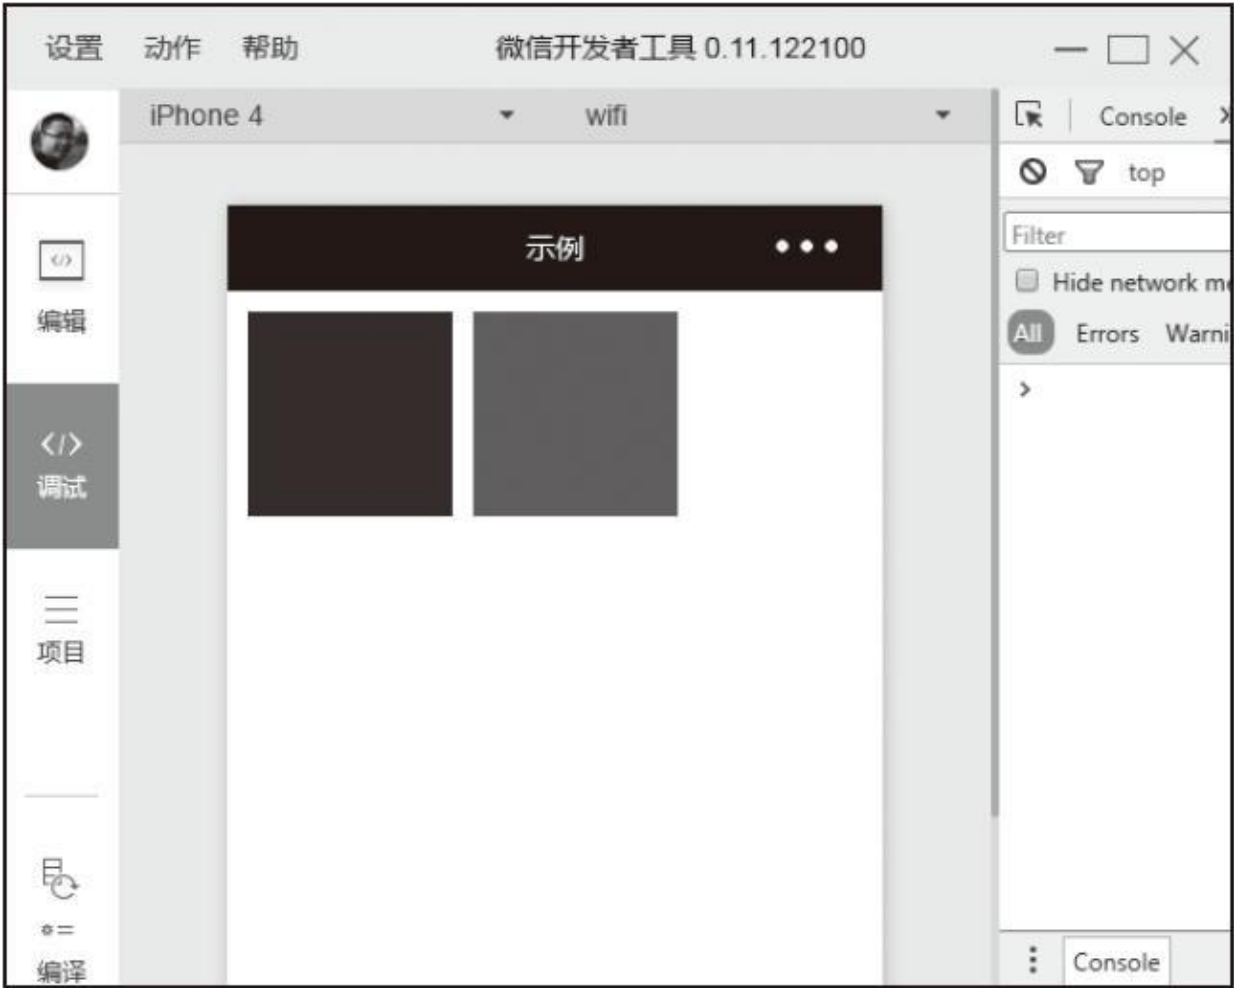 设置 动作 帮助 微信开发者工具 0.11.122100
iPhone 4 wifi
Console
top
示例
Filter
Hide network
编辑
All Errors
调试
项目
编译
Console